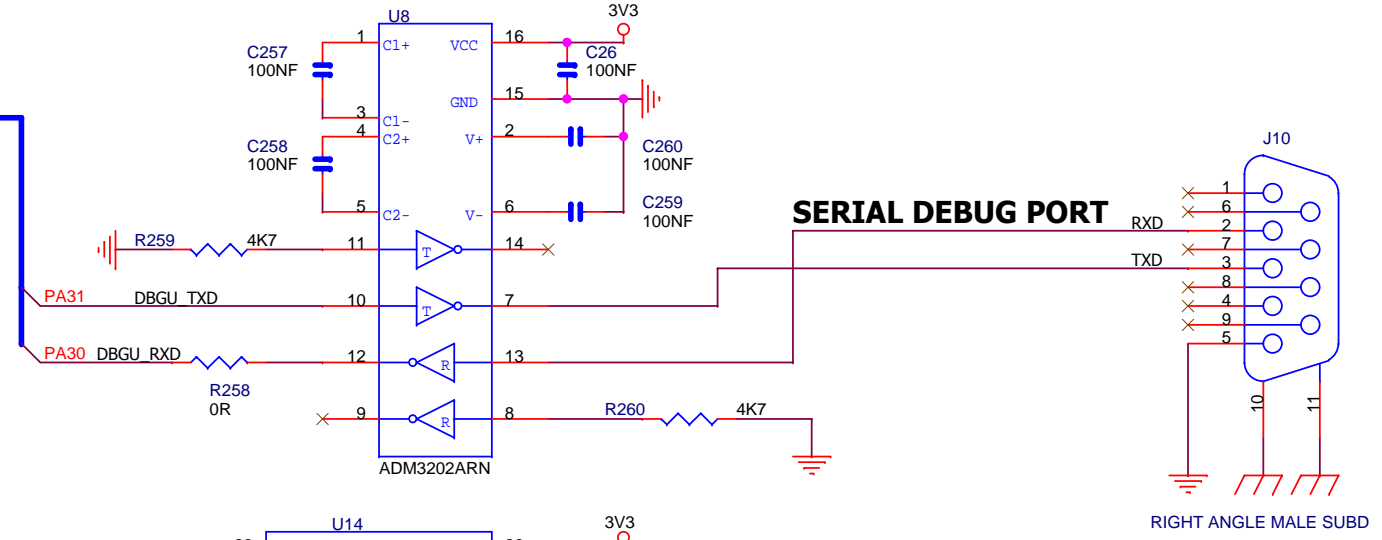 U8
3V3
1
C1+
VCC
16
C257
100NF
C26
100NF
GND
15
3
C1-
4
C2+
V+
2
C258
100NF
C260
100NF
5
C2-
V-
6
C259
100NF
SERIAL DEBUG PORT
J10
1
6
RXD
2
7
TXD
3
8
4
9
5
10
11
R259
4K7
11
T
14
PA31
DBGU_TXD
10
T
7
PA30
DBGU_RXD
12
R
13
R258
0R
9
R
8
R260
4K7
ADM3202ARN
RIGHT ANGLE MALE SUBD
U14
3V3